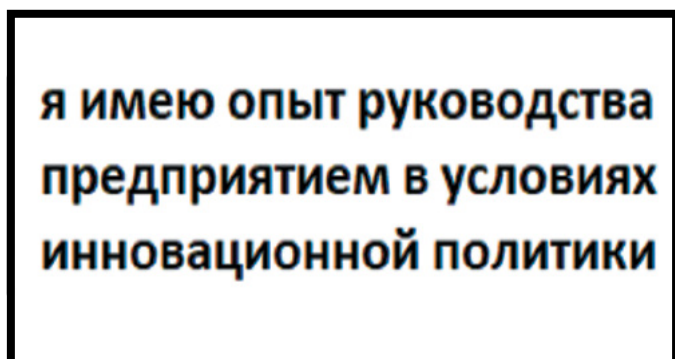 я имею опыт руководства
предприятием в условиях
инновационной политики